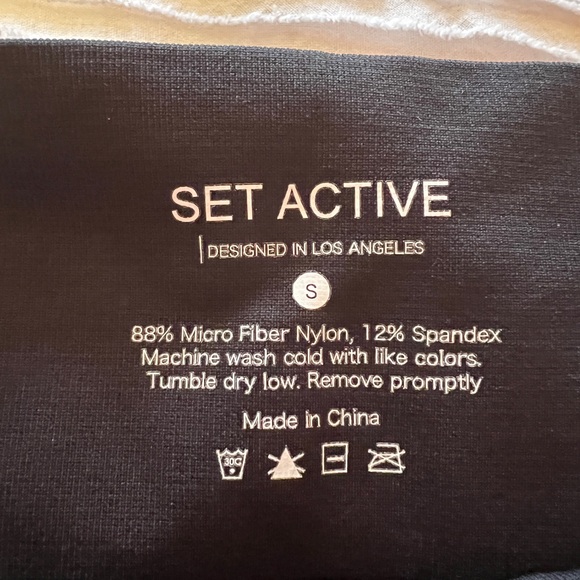 SET ACTIVE
DESIGNED IN LOS ANGELES
S
88% Micro Fiber Nylon, 12% Spandex
Machine wash cold with like colors.
Tumble dry low. Remove promptly
Made in China
30C